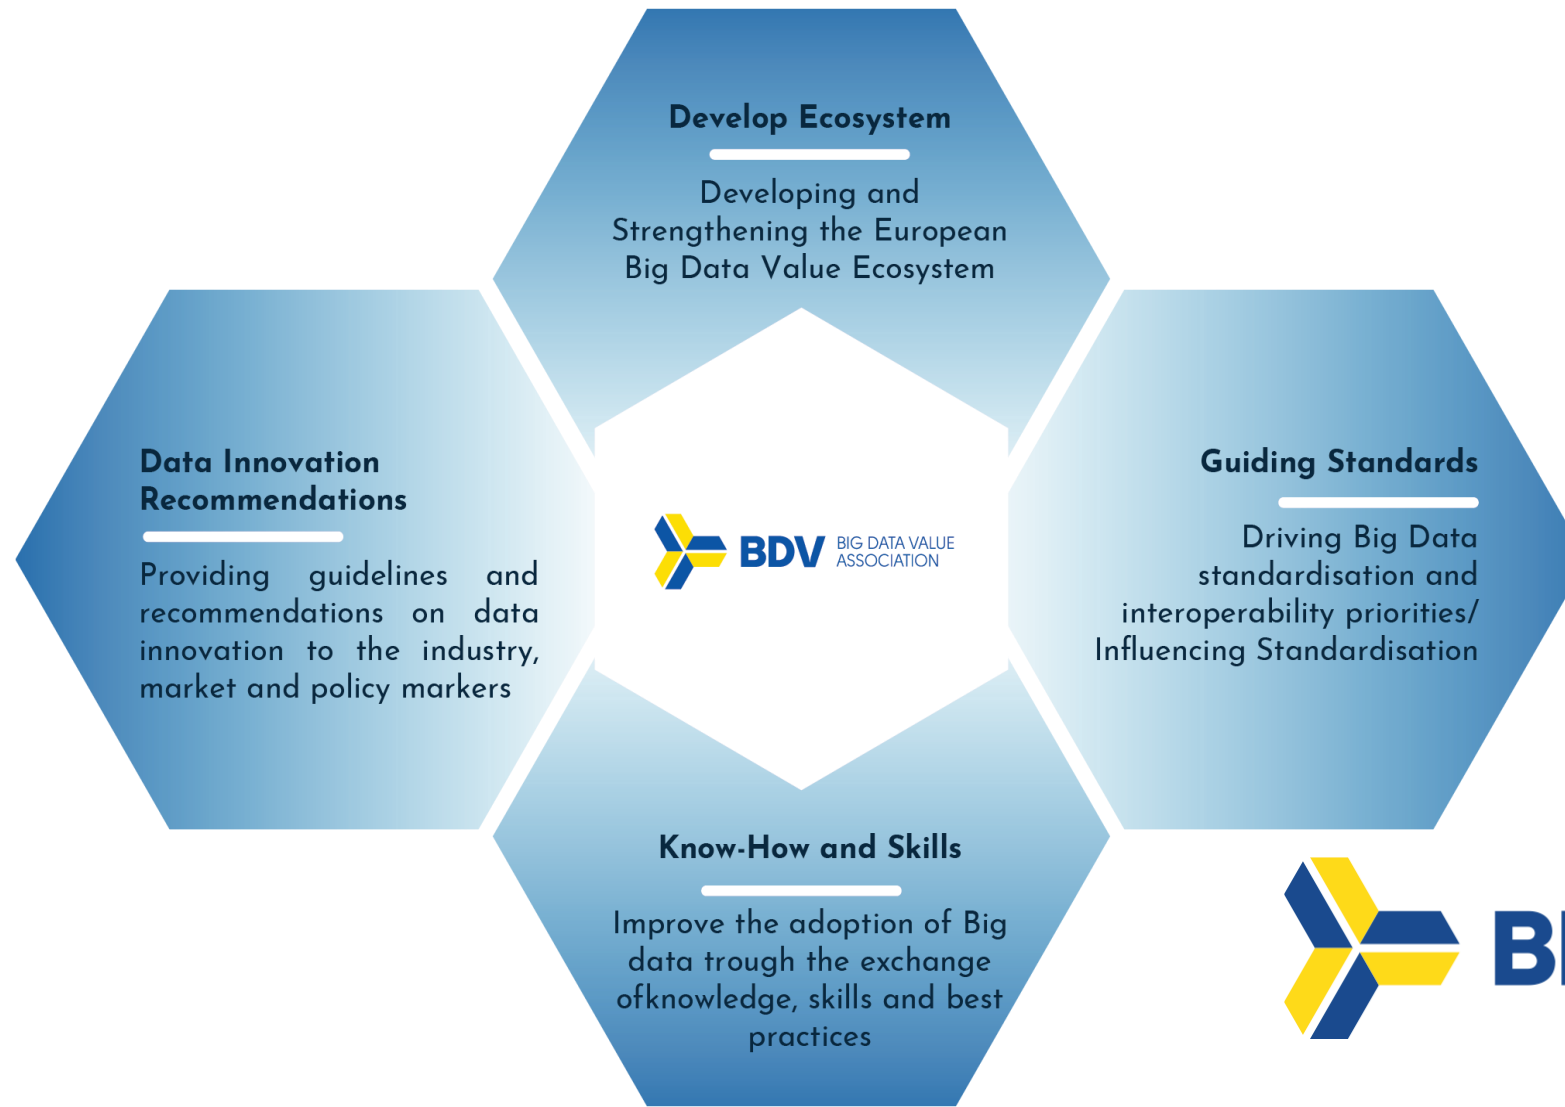 Develop Ecosystem
Developing and
Strengthening the European
Big Data Value Ecosystem
Data Innovation
Recommendations
Providing guidelines and
recommendations on data
innovation to the industry,
market and policy markers
BDV BIG DATA VALUE
ASSOCIATION
Guiding Standards
Driving Big Data
standardisation and
interoperability priorities/
Influencing Standardisation
Know-How and Skills
Improve the adoption of Big
data trough the exchange
ofknowledge, skills and best
practices